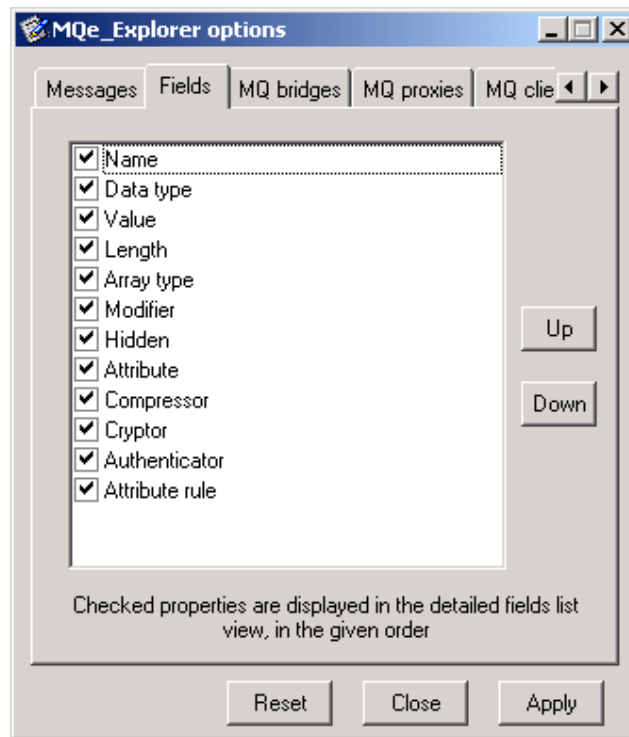 MQe_Explorer options
Messages Fields MQ bridges MQ proxies MQ clie
Name
Data type
Value
Length
Array type
Modifier
Hidden
Attribute
Compressor
Cryptor
Authenticator
Attribute rule
Up
Down
Checked properties are displayed in the detailed fields list
view, in the given order
Reset Close Apply